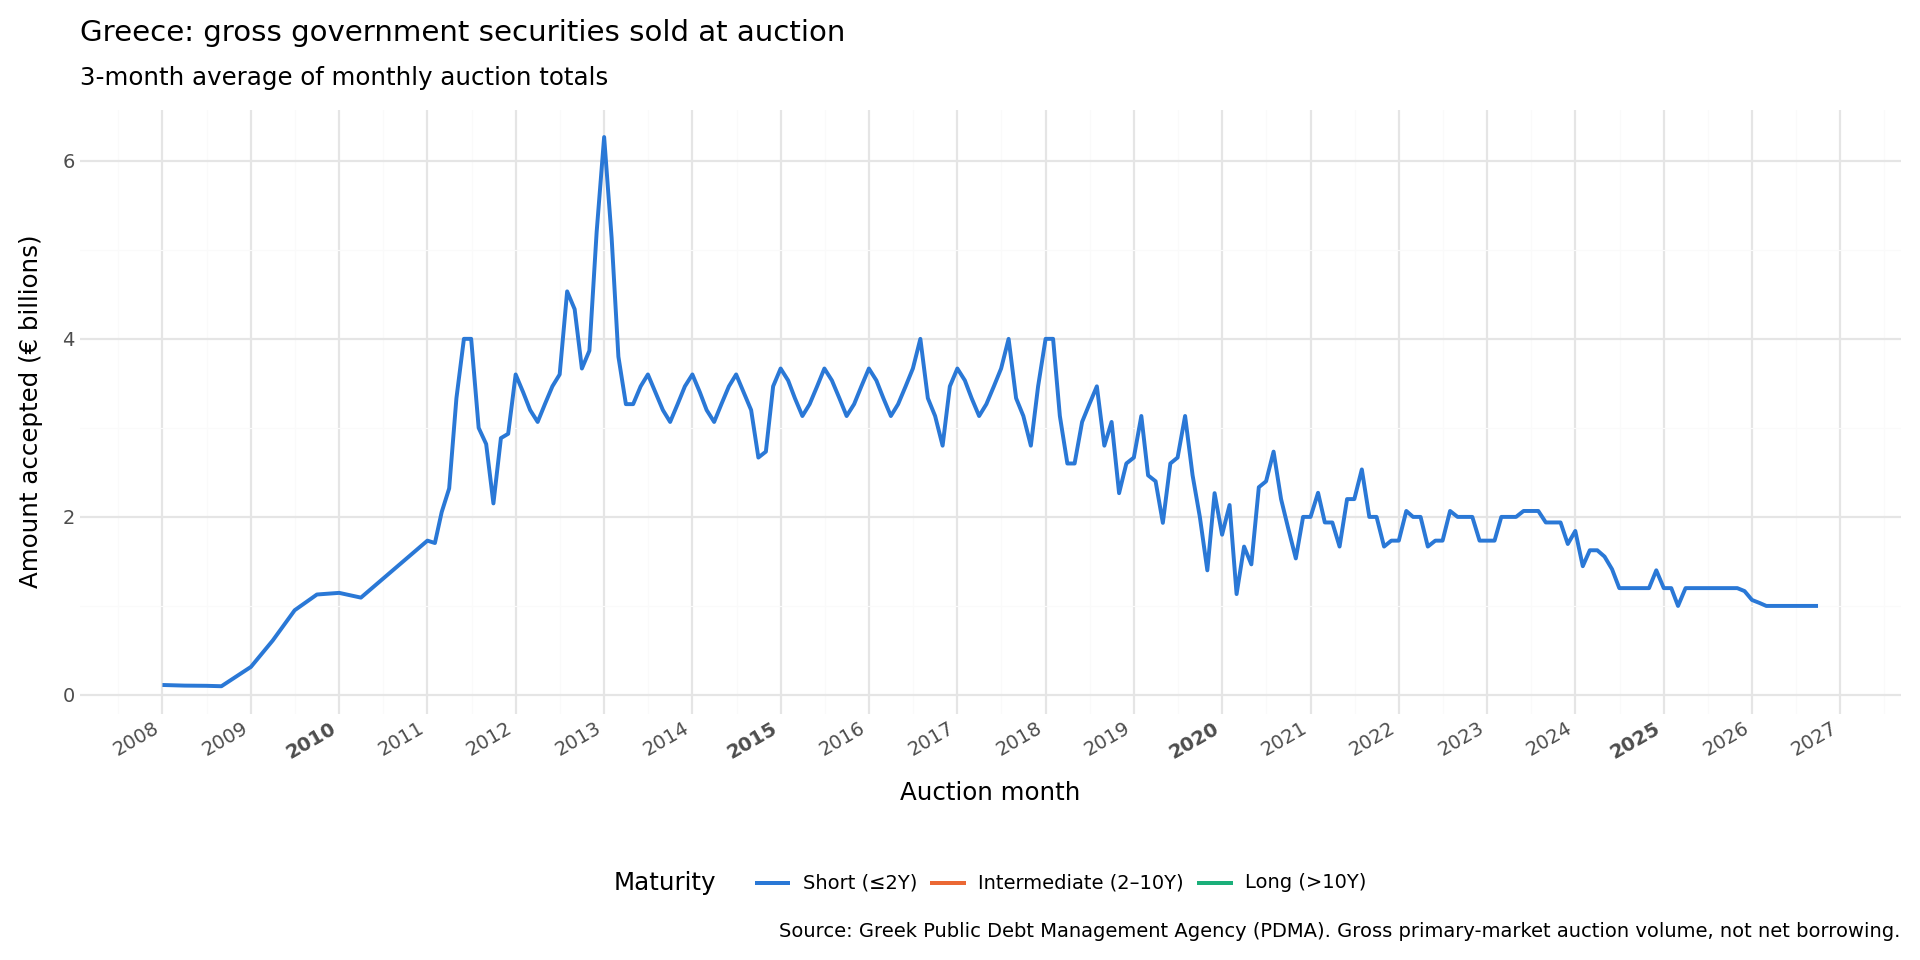 Greece: gross government securities sold at auction
3-month average of monthly auction totals
Amount accepted (€ billions)
6
4
2
0
2008 2009 2010 2011 2012 2013 2014 2015 2016 2017 2018 2019 2020 2021 2022 2023 2024 2025 2026 2027
Auction month
Maturity Short (≤2Y) Intermediate (2–10Y) Long (>10Y)
Source: Greek Public Debt Management Agency (PDMA). Gross primary-market auction volume, not net borrowing.